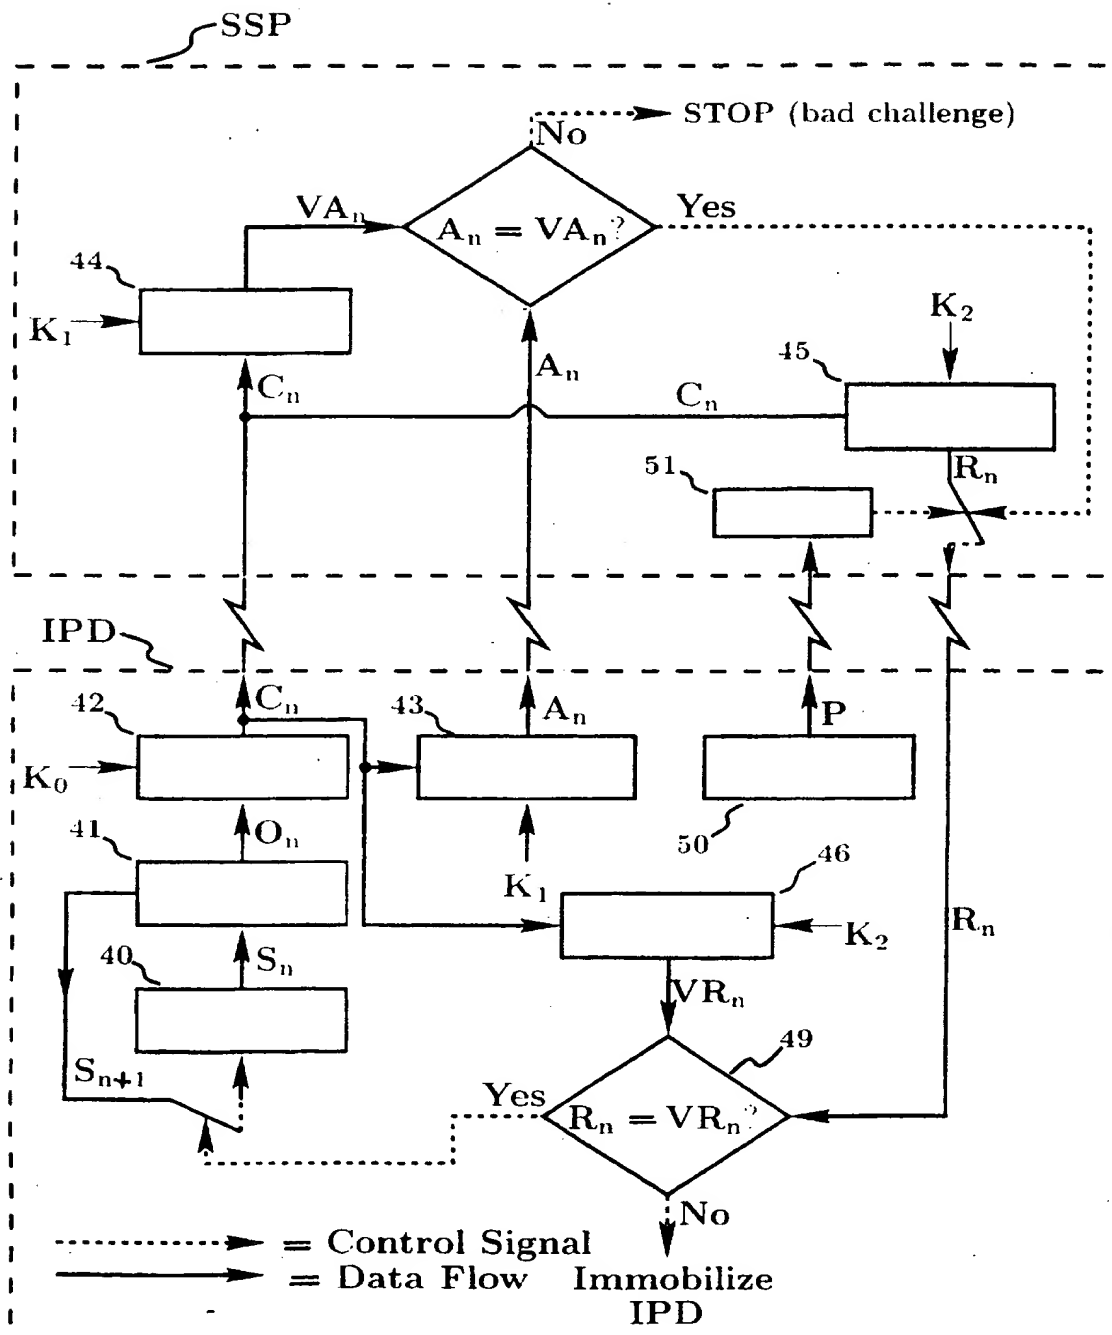 SSP
No
STOP (bad challenge)
VAn
An = VAn?
Yes
44
K1
K2
An
45
Cn
Cn
51
Rn
IPD
42
Cn
43
An
P
K0
41
On
50
46
K1
K2
Rn
40
Sn
VRn
49
Sn+1
Yes
Rn = VRn?
No
= Control Signal
= Data Flow
Immobilize
IPD